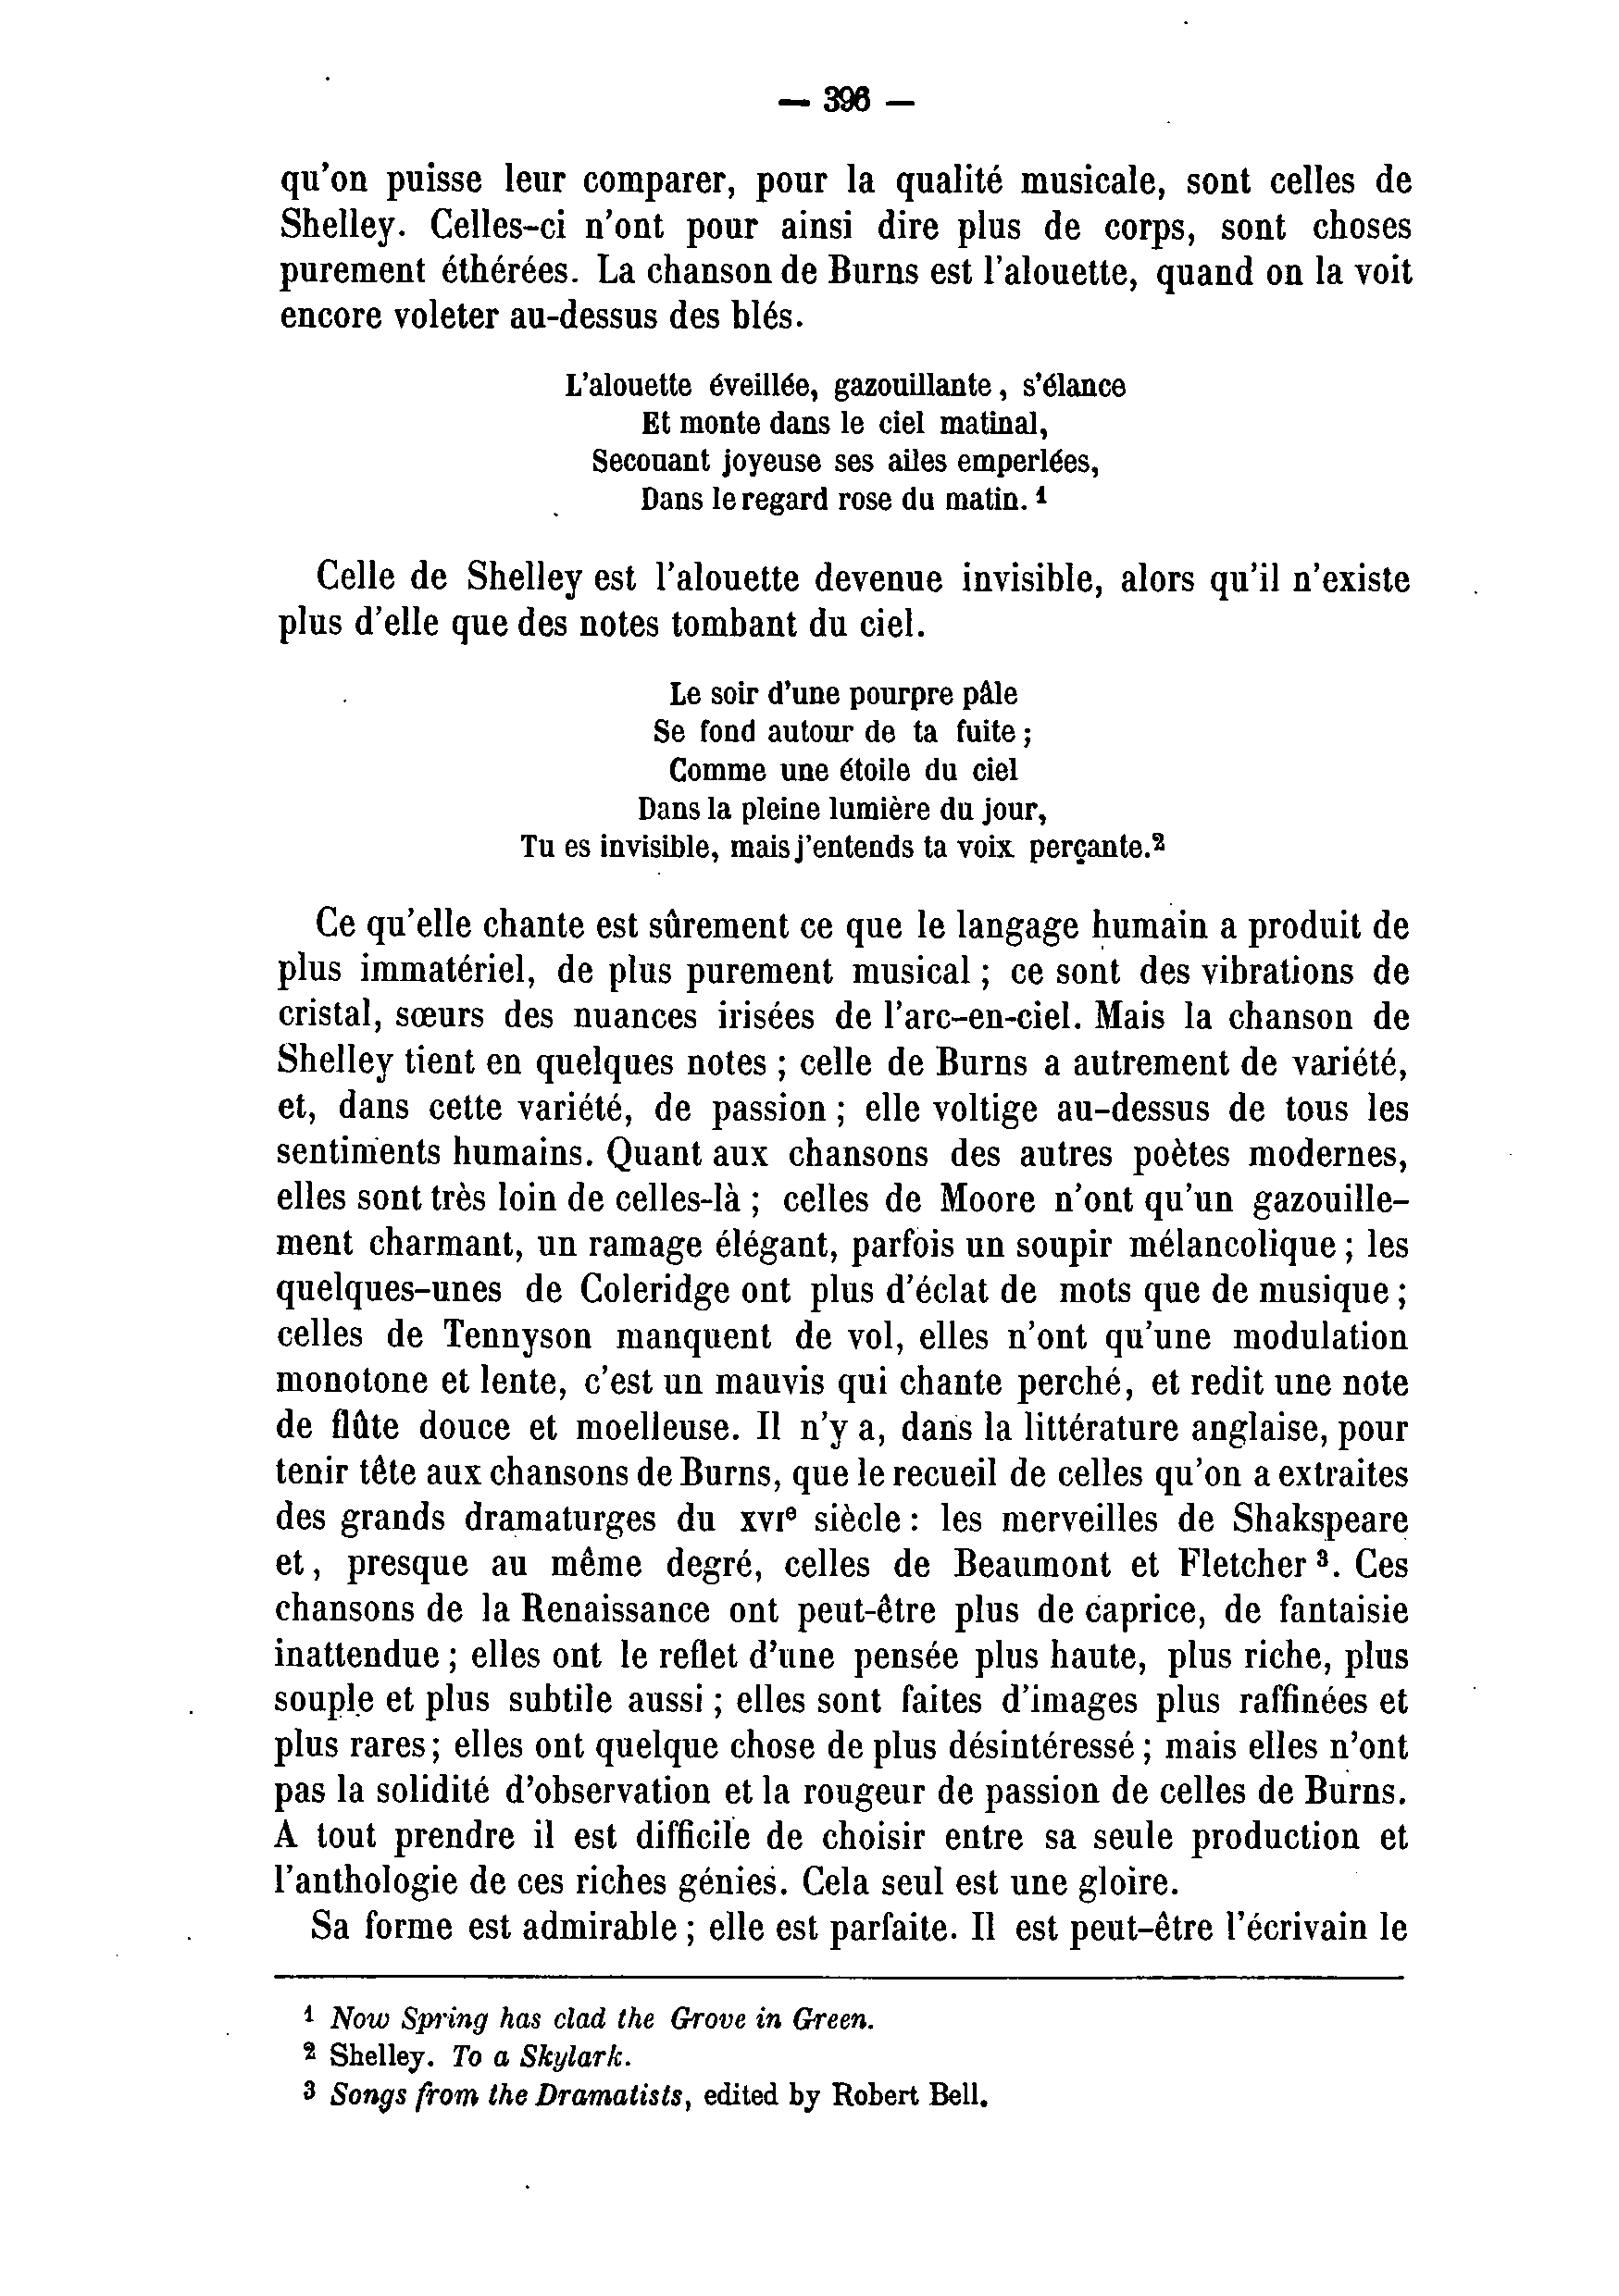 — 396 —
qu'on puisse leur comparer, pour la qualité musicale, sont celles de
Shelley. Celles-ci n'ont pour ainsi dire plus de corps, sont choses
purement éthérées. La chanson de Burns est l'alouette, quand on la voit
encore voleter au-dessus des blés.
L'alouette éveillée, gazouillante, s'élance
Et monte dans le ciel matinal,
Secouant joyeuse ses ailes emperlées,
Dans le regard rose du matin. ¹
Celle de Shelley est l'alouette devenue invisible, alors qu'il n'existe
plus d'elle que des notes tombant du ciel.
Le soir d'une pourpre pâle
Se fond autour de ta fuite ;
Comme une étoile du ciel
Dans la pleine lumière du jour,
Tu es invisible, mais j'entends ta voix perçante.²
Ce qu'elle chante est sûrement ce que le langage humain a produit de
plus immatériel, de plus purement musical ; ce sont des vibrations de
cristal, sœurs des nuances irisées de l'arc-en-ciel. Mais la chanson de
Shelley tient en quelques notes ; celle de Burns a autrement de variété,
et, dans cette variété, de passion ; elle voltige au-dessus de tous les
sentiments humains. Quant aux chansons des autres poètes modernes,
elles sont très loin de celles-là ; celles de Moore n'ont qu'un gazouille-
ment charmant, un ramage élégant, parfois un soupir mélancolique ; les
quelques-unes de Coleridge ont plus d'éclat de mots que de musique ;
celles de Tennyson manquent de vol, elles n'ont qu'une modulation
monotone et lente, c'est un mauvis qui chante perché, et redit une note
de flûte douce et moelleuse. Il n'y a, dans la littérature anglaise, pour
tenir tête aux chansons de Burns, que le recueil de celles qu'on a extraites
des grands dramaturges du XVIe siècle : les merveilles de Shakspeare
et, presque au même degré, celles de Beaumont et Fletcher ³. Ces
chansons de la Renaissance ont peut-être plus de caprice, de fantaisie
inattendue ; elles ont le reflet d'une pensée plus haute, plus riche, plus
souple et plus subtile aussi ; elles sont faites d'images plus raffinées et
plus rares ; elles ont quelque chose de plus désintéressé ; mais elles n'ont
pas la solidité d'observation et la rougeur de passion de celles de Burns.
A tout prendre il est difficile de choisir entre sa seule production et
l'anthologie de ces riches génies. Cela seul est une gloire.
Sa forme est admirable ; elle est parfaite. Il est peut-être l'écrivain le
¹ Now Spring has clad the Grove in Green.
² Shelley. To a Skylark.
³ Songs from the Dramatists, edited by Robert Bell.